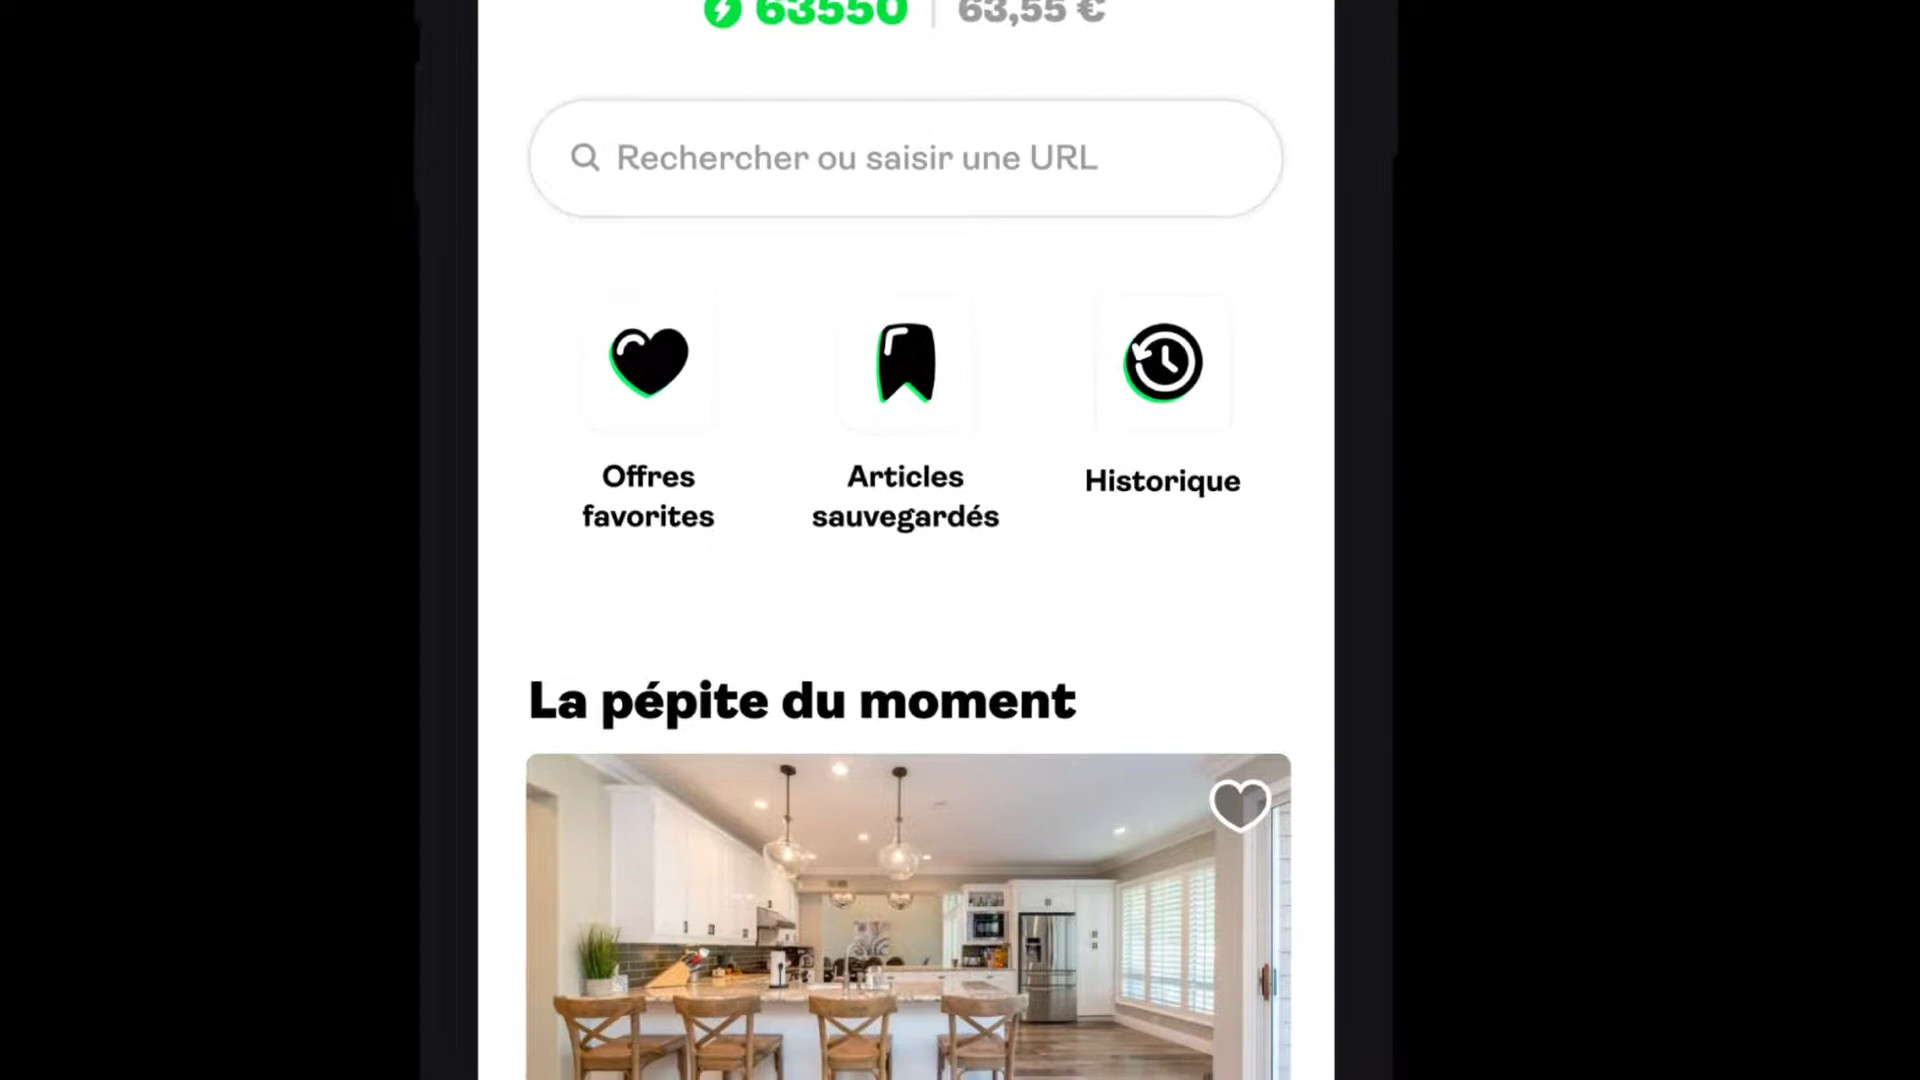 63550 63,55 €
Rechercher ou saisir une URL
Offres
favorites
Articles
sauvegardés
Historique
La pépite du moment